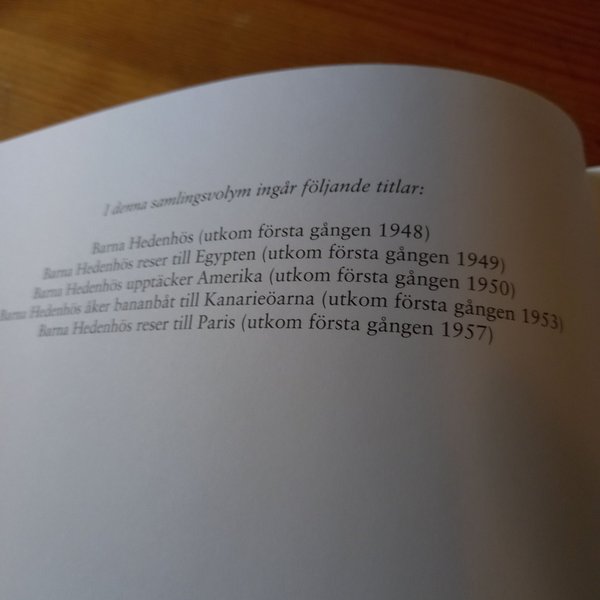 I denna samlingsvolym ingår följande titlar:
Barna Hedenhös (utkom första gången 1948)
Barna Hedenhös reser till Egypten (utkom första gången 1949)
Barna Hedenhös upptäcker Amerika (utkom första gången 1950)
Barna Hedenhös åker bananbåt till Kanarieöarna (utkom första gången 1953)
Barna Hedenhös reser till Paris (utkom första gången 1957)